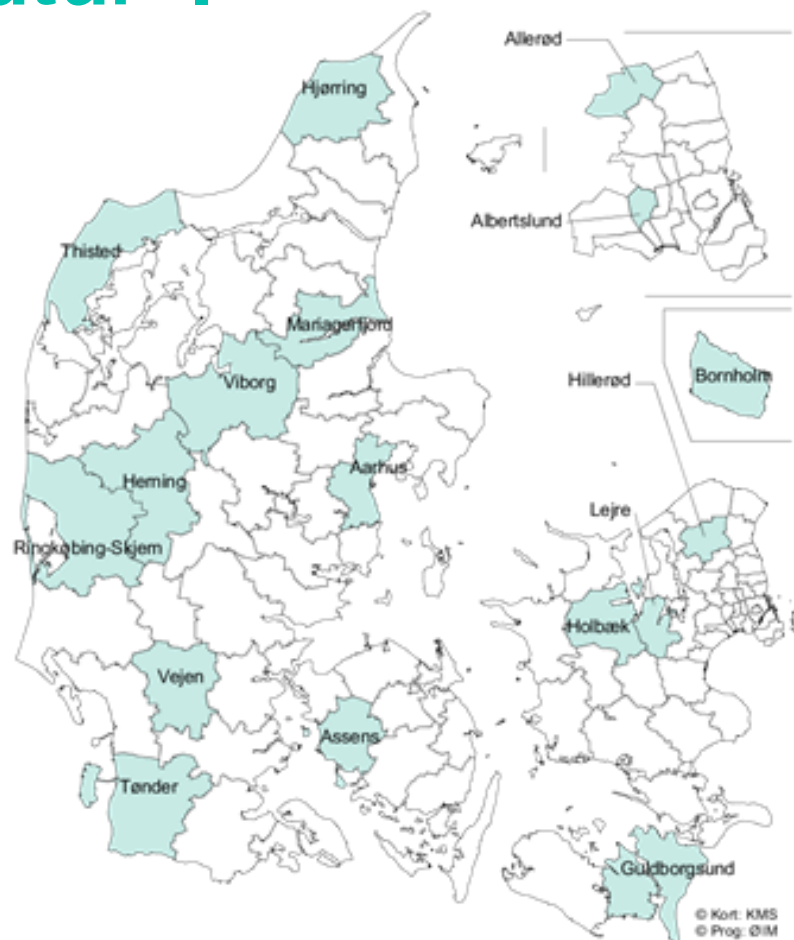 Hjørring
Allerød
Albertslund
Thisted
Mariagerfjord
Viborg
Hillerød
Bornholm
Aarhus
Herning
Lejre
Ringkøbing-Skjern
Holbæk
Vejen
Assens
Tønder
Guldborgsund
© Kort: KMS
© Prog: ØIM